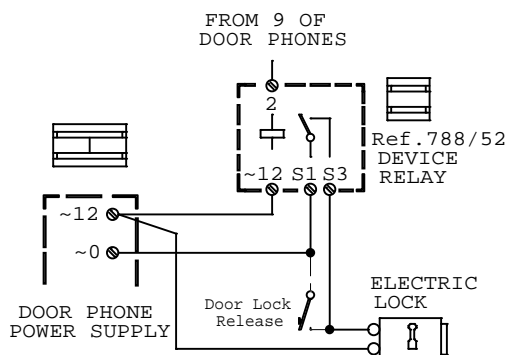 FROM 9 OF
DOOR PHONES
2
Ref.788/52
DEVICE
RELAY
~12 S1 S3
~12
~0
DOOR PHONE
POWER SUPPLY
Door Lock
Release
ELECTRIC
LOCK